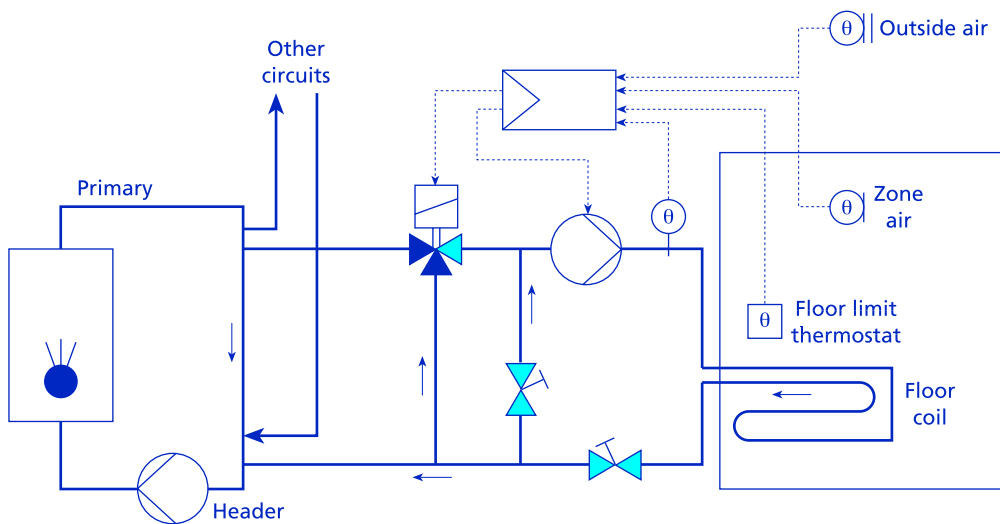 Other
circuits
Primary
Header
θ
Outside air
θ
θ
Zone
air
θ
Floor limit
thermostat
Floor
coil